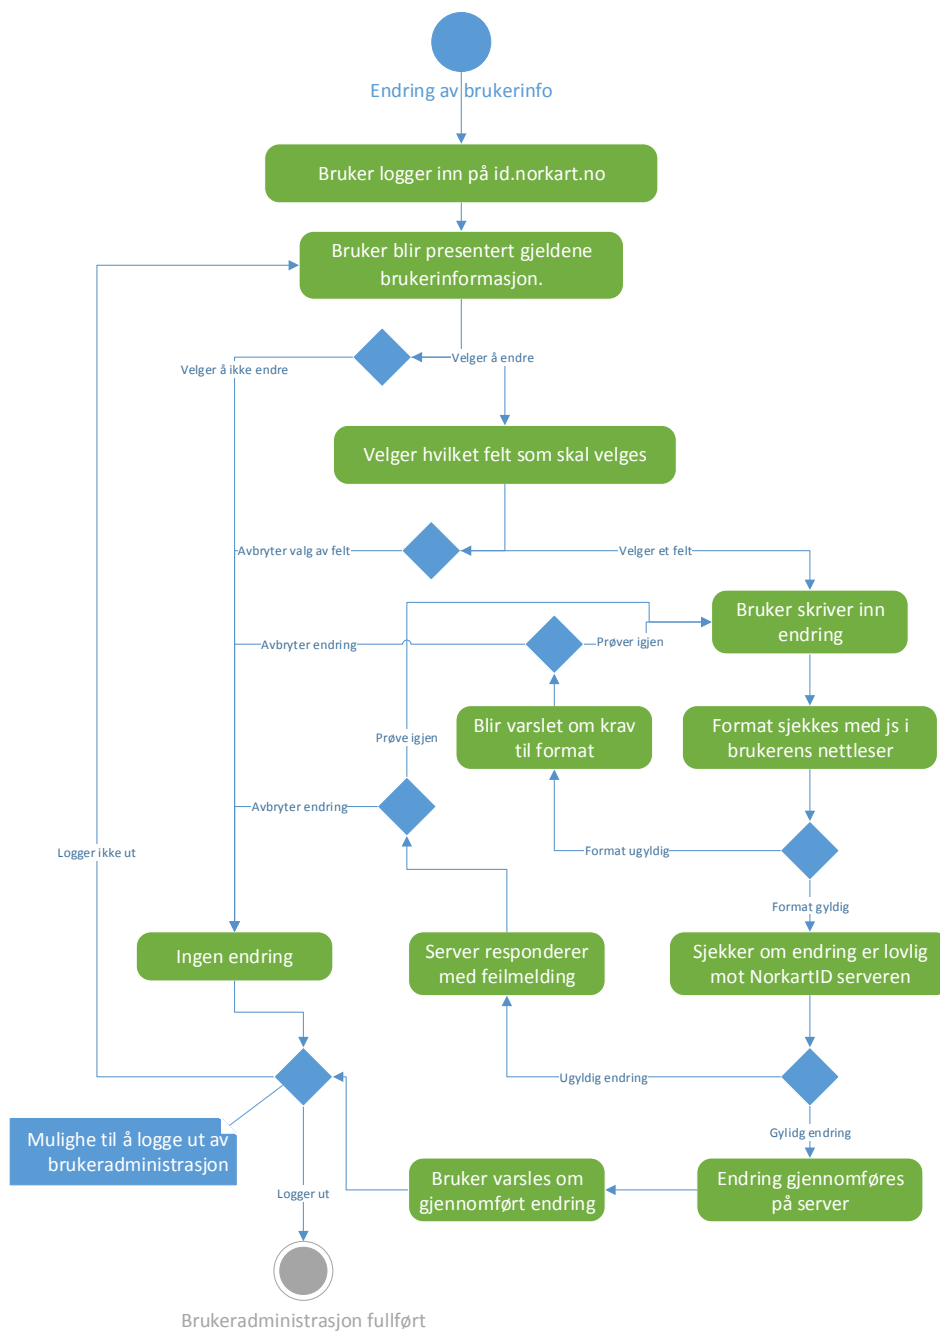 Endring av brukerinfo
Bruker logger inn på id.norkart.no
Bruker blir presentert gjeldene
brukerinformasjon.
Velger å endre
Velger å ikke endre
Velger hvilket felt som skal velges
Avbryter valg av felt
Velger et felt
Bruker skriver inn
endring
Avbryter endring
Prøver igjen
Blir varslet om krav
til format
Format sjekkes med js i
brukerens nettleser
Prøve igjen
Avbryter endring
Logger ikke ut
Format ugyldig
Format gyldig
Ingen endring
Server responderer
med feilmelding
Sjekker om endring er lovlig
mot NorkartID serveren
Ugyldig endring
Mulighe til å logge ut av
brukeradministrasjon
Gylidg endring
Logger ut
Bruker varsles om
gjennomført endring
Endring gjennomføres
på server
Brukeradministrasjon fullført